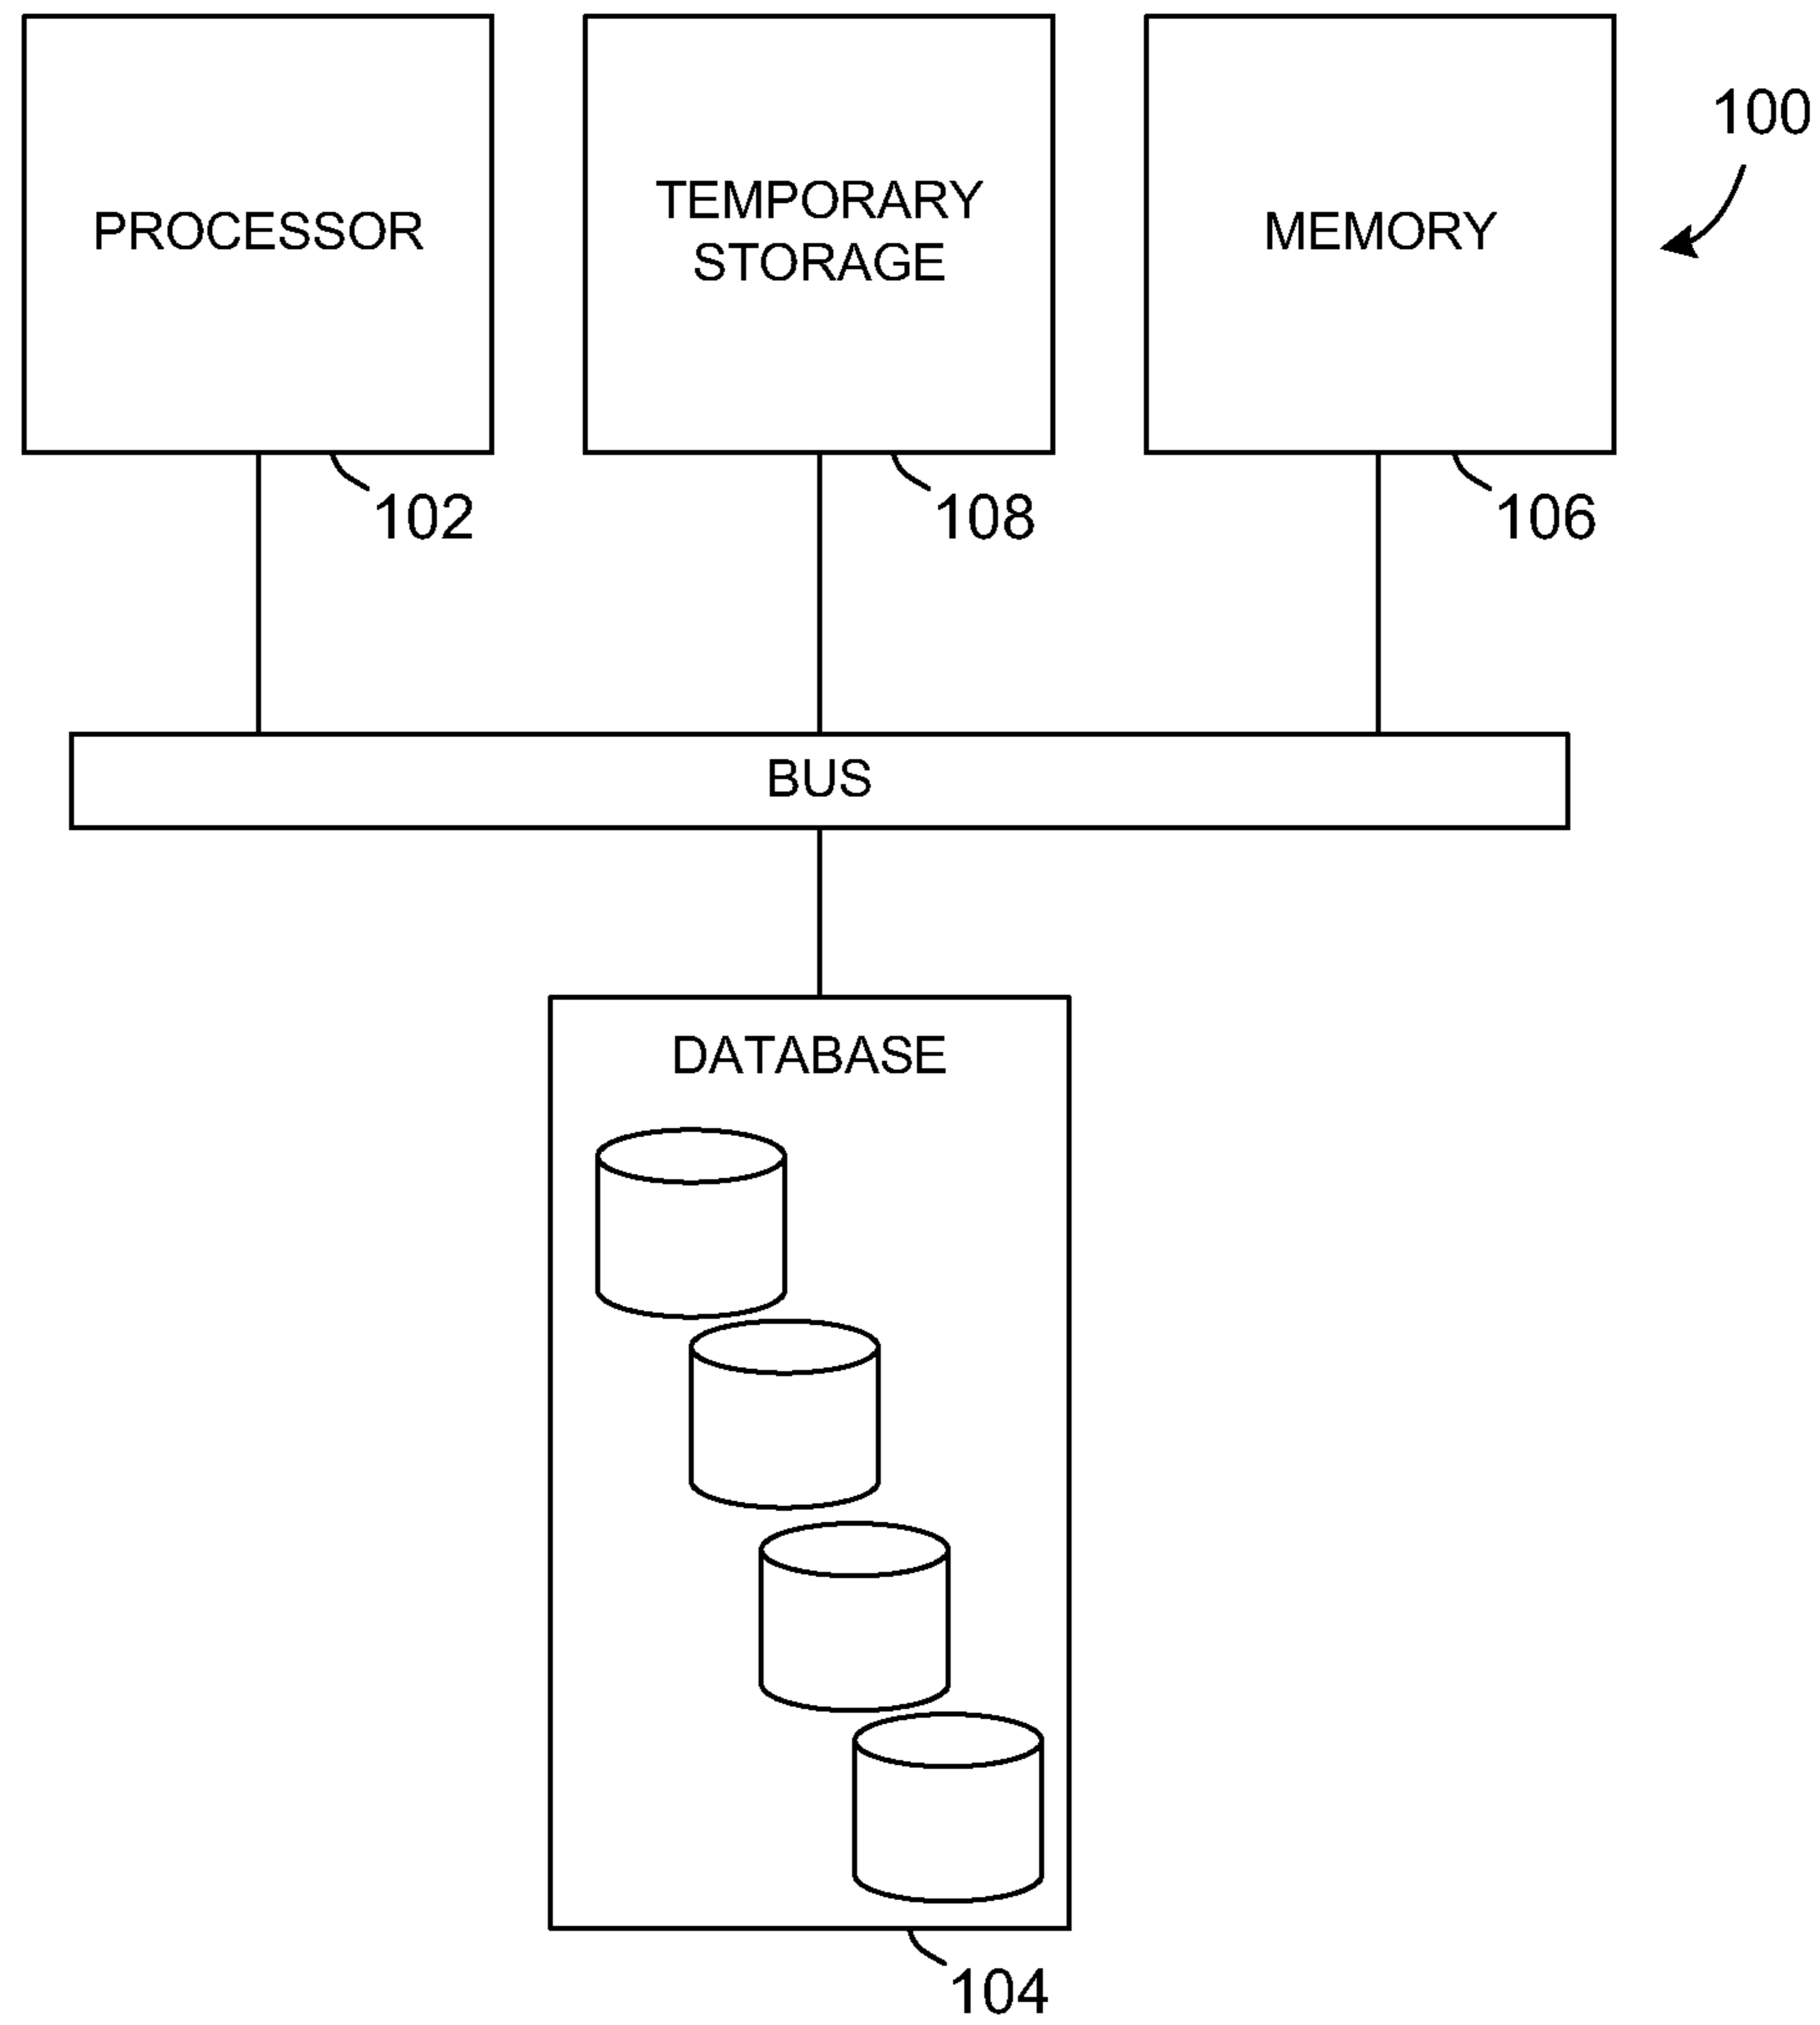 100
PROCESSOR
TEMPORARY
STORAGE
MEMORY
102
108
106
BUS
DATABASE
104